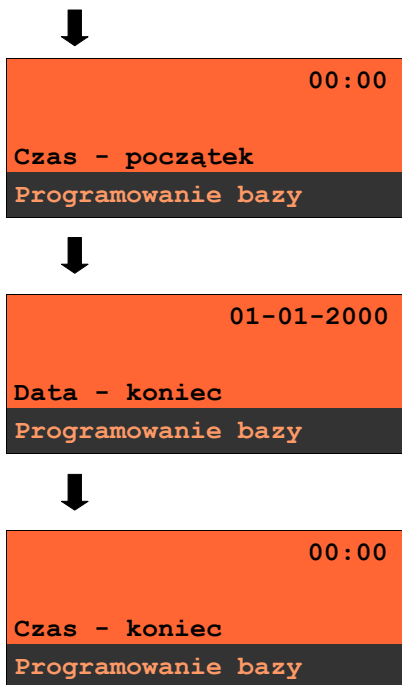 00:00
Czas - początek
Programowanie bazy
01-01-2000
Data - koniec
Programowanie bazy
00:00
Czas - koniec
Programowanie bazy